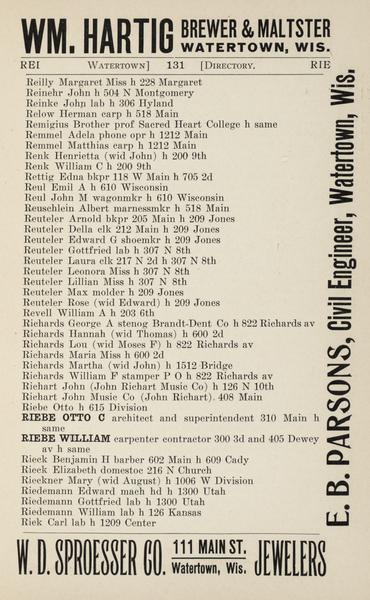 WM. HARTIG BREWER & MALTSTER
WATERTOWN, WIS.
REI Watertown] 131 [Directory. RIE
Reilly Margaret Miss h 228 Margaret
Reinehr John h 504 N Montgomery
Reinke John lab h 306 Hyland
Relow Herman carp h 518 Main
Remigius Brother prof Sacred Heart College h same
Remmel Adela phone opr h 1212 Main
Remmel Matthias carp h 1212 Main
Renk Henrietta (wid John) h 200 9th
Renk William C h 200 9th
Rettig Edna bkpr 118 W Main h 705 2d
Reul Emil A h 610 Wisconsin
Reul John M wagonmkr h 610 Wisconsin
Reuschlein Albert marnessmkr h 518 Main
Reuteler Arnold bkpr 205 Main h 209 Jones
Reuteler Della clk 212 Main h 209 Jones
Reuteler Edward G shoemkr h 209 Jones
Reuteler Gottfried lab h 307 N 8th
Reuteler Laura clk 217 N 2d h 307 N 8th
Reuteler Leonora Miss h 307 N 8th
Reuteler Lillian Miss h 307 N 8th
Reuteler Max molder h 209 Jones
Reuteler Rose (wid Edward) h 209 Jones
Revell William A h 203 6th
Richards George A stenog Brandt-Dent Co h 822 Richards av
Richards Hannah (wid Thomas) h 600 2d
Richards Lou (wid Moses F) h 822 Richards av
Richards Maria Miss h 600 2d
Richards Martha (wid John) h 1512 Bridge
Richards William F stamper P O h 822 Richards av
Richart John (John Richart Music Co) h 126 N 10th
Richart John Music Co (John Richart). 408 Main
Riebe Otto h 615 Division
RIEBE OTTO C architect and superintendent 310 Main h
same
RIEBE WILLIAM carpenter contractor 300 3d and 405 Dewey
av h same
Rieck Benjamin H barber 602 Main h 609 Cady
Rieck Elizabeth domestoc 216 N Church
Rieckner Mary (wid August) h 1006 W Division
Riedemann Edward mach hd h 1300 Utah
Riedemann Gottfried lab h 1300 Utah
Riedemann William lab h 126 Kansas
Riek Carl lab h 1209 Center
E. B. PARSONS, Civil Engineer, Watertown, Wis.
W. D. SPROESSER CO. 111 MAIN ST. JEWELERS
Watertown, Wis.